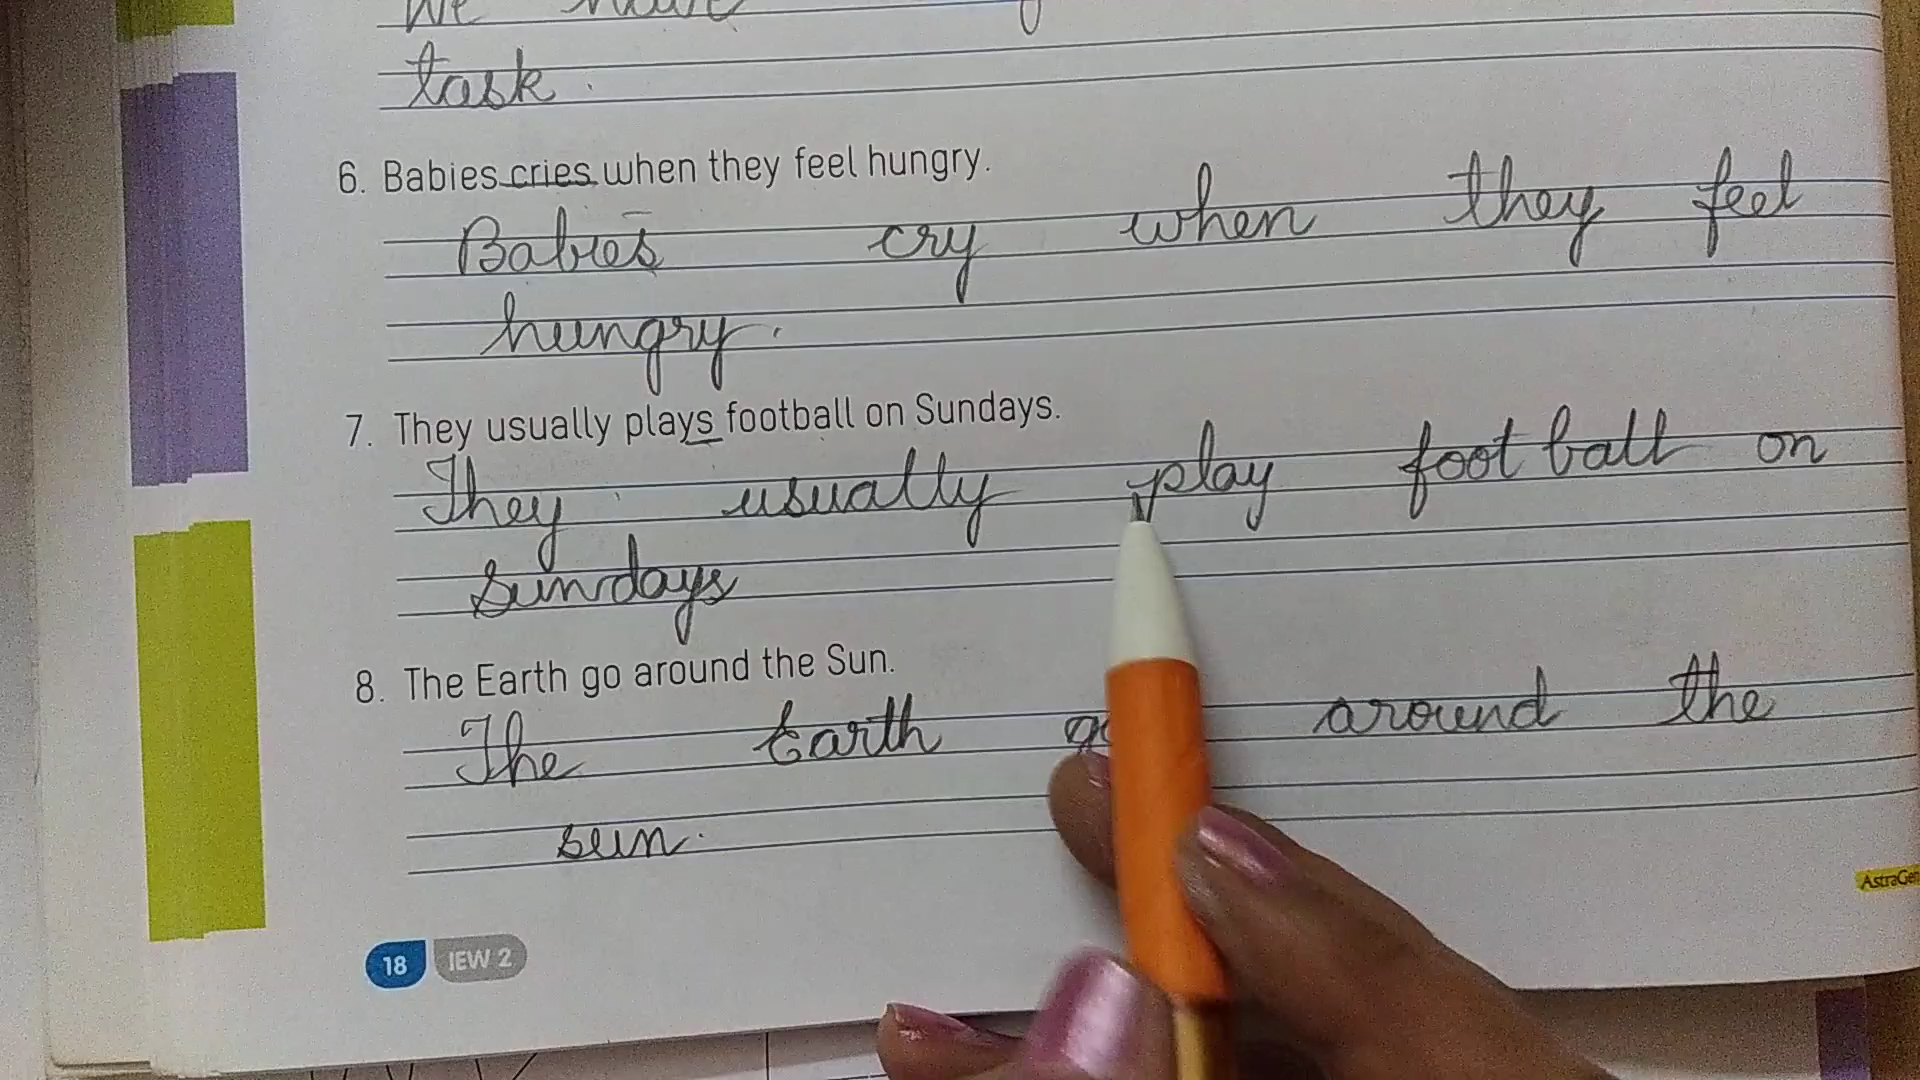 We have
task.
6. Babies cries when they feel hungry.
Babies cry when they feel
hungry.
7. They usually plays football on Sundays.
They usually play football on
Sundays
8. The Earth go around the Sun.
The Earth around the
sun.
18 IEW 2